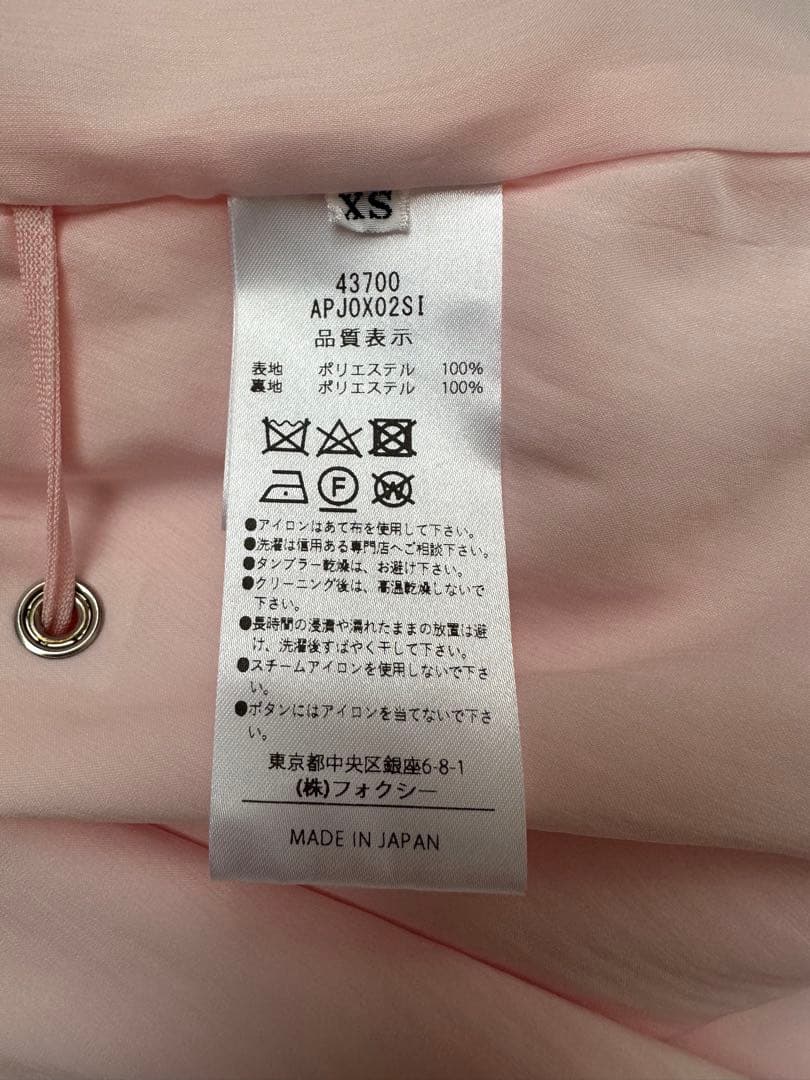 XS
43700
APJ0X02SI
品質表示
表地 ポリエステル 100%
裏地 ポリエステル 100%
F
W
●アイロンはあて布を使用して下さい。
●洗濯は信用ある専門店へご相談下さい。
●タンブラー乾燥は、お避け下さい。
●クリーニング後は、高温乾燥しないで
下さい。
●長時間の浸漬や濡れたままの放置は避
け、洗濯後すばやく干して下さい。
●スチームアイロンを使用しないで下さ
い。
●ボタンにはアイロンを当てないで下さ
い。
東京都中央区銀座6-8-1
(株)フォクシー
MADE IN JAPAN